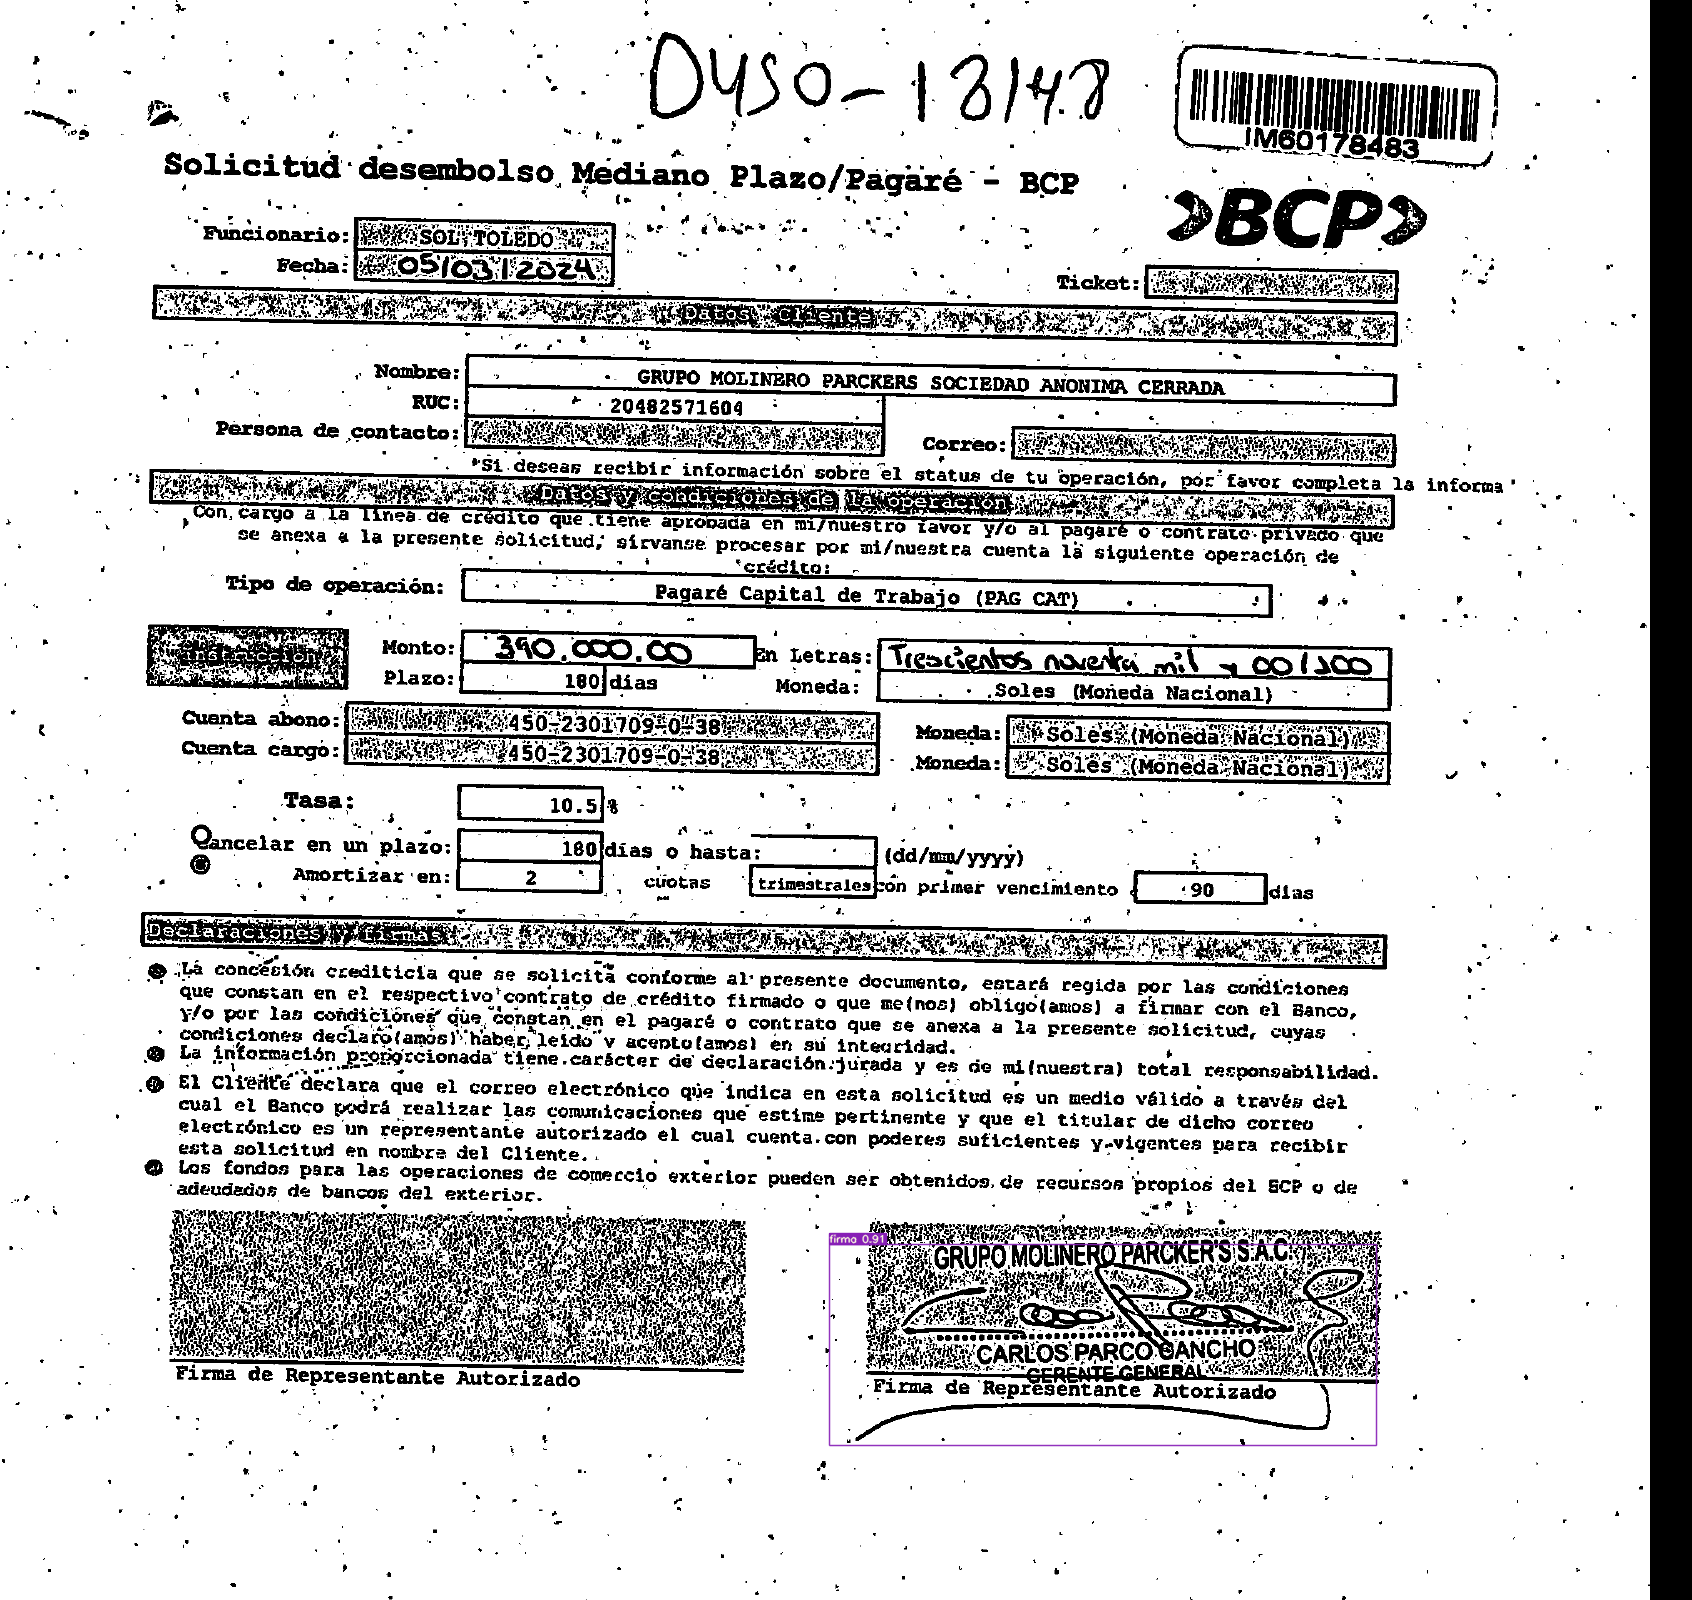 D450-13148
IM60178483
Solicitud desembolso Mediano Plazo/Pagaré - BCP
BCP
Funcionario: SOL TOLEDO
Fecha: 05/03/2024
Ticket:
Datos Cliente
Nombre: GRUPO MOLINERO PARCKERS SOCIEDAD ANONIMA CERRADA
RUC: 20482571604
Persona de contacto: Correo:
*Si deseas recibir información sobre el status de tu operación, por favor completa la informa
Datos y condiciones de la operación
Con cargo a la línea de crédito que tiene aprobada en mi/nuestro favor y/o al pagaré o contrato privado que
se anexa a la presente solicitud, sírvanse procesar por mi/nuestra cuenta la siguiente operación de
crédito:
Tipo de operación: Pagaré Capital de Trabajo (PAG CAT)
Instrucción
Monto: 390.000.00 En Letras: Trescientos noventa mil y 00/100
Plazo: 180 días Moneda: Soles (Moneda Nacional)
Cuenta abono: 450-2301709-0-38 Moneda: Soles (Moneda Nacional)
Cuenta cargo: 450-2301709-0-38 Moneda: Soles (Moneda Nacional)
Tasa: 10.5 %
Cancelar en un plazo: 180 días o hasta: (dd/mm/yyyy)
Amortizar en: 2 cuotas trimestrales con primer vencimiento 90 días
Declaraciones y firmas
La concesión crediticia que se solicita conforme al presente documento, estará regida por las condiciones
que constan en el respectivo contrato de crédito firmado o que me(nos) obligo(amos) a firmar con el Banco,
y/o por las condiciones que constan en el pagaré o contrato que se anexa a la presente solicitud, cuyas
condiciones declaro(amos) haber leído y acepto(amos) en su integridad.
La información proporcionada tiene carácter de declaración jurada y es de mi(nuestra) total responsabilidad.
El Cliente declara que el correo electrónico que indica en esta solicitud es un medio válido a través del
cual el Banco podrá realizar las comunicaciones que estime pertinente y que el titular de dicho correo
electrónico es un representante autorizado el cual cuenta con poderes suficientes y vigentes para recibir
esta solicitud en nombre del Cliente.
Los fondos para las operaciones de comercio exterior pueden ser obtenidos de recursos propios del BCP o de
adeudados de bancos del exterior.
firma 0.91
GRUPO MOLINERO PARCKER'S S.A.C.
CARLOS PARCO CANCHO
GERENTE GENERAL
Firma de Representante Autorizado
Firma de Representante Autorizado